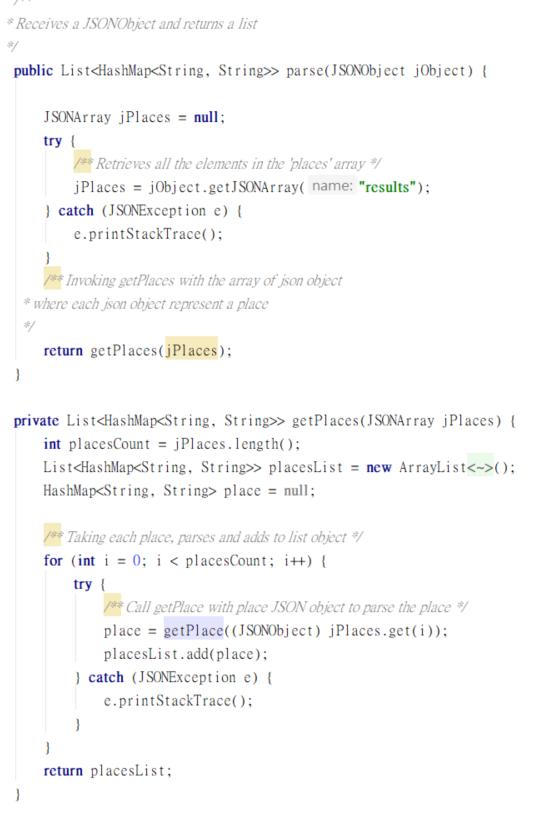 /**
* Receives a JSONObject and returns a list
*/
public List<HashMap<String, String>> parse(JSONObject jObject) {
JSONArray jPlaces = null;
try {
/** Retrieves all the elements in the 'places' array */
jPlaces = jObject.getJSONArray( name: "results");
} catch (JSONException e) {
e.printStackTrace();
}
/** Invoking getPlaces with the array of json object
* where each json object represent a place
*/
return getPlaces(jPlaces);
}
private List<HashMap<String, String>> getPlaces(JSONArray jPlaces) {
int placesCount = jPlaces.length();
List<HashMap<String, String>> placesList = new ArrayList<~>();
HashMap<String, String> place = null;
/** Taking each place, parses and adds to list object */
for (int i = 0; i < placesCount; i++) {
try {
/** Call getPlace with place JSON object to parse the place */
place = getPlace((JSONObject) jPlaces.get(i));
placesList.add(place);
} catch (JSONException e) {
e.printStackTrace();
}
}
return placesList;
}